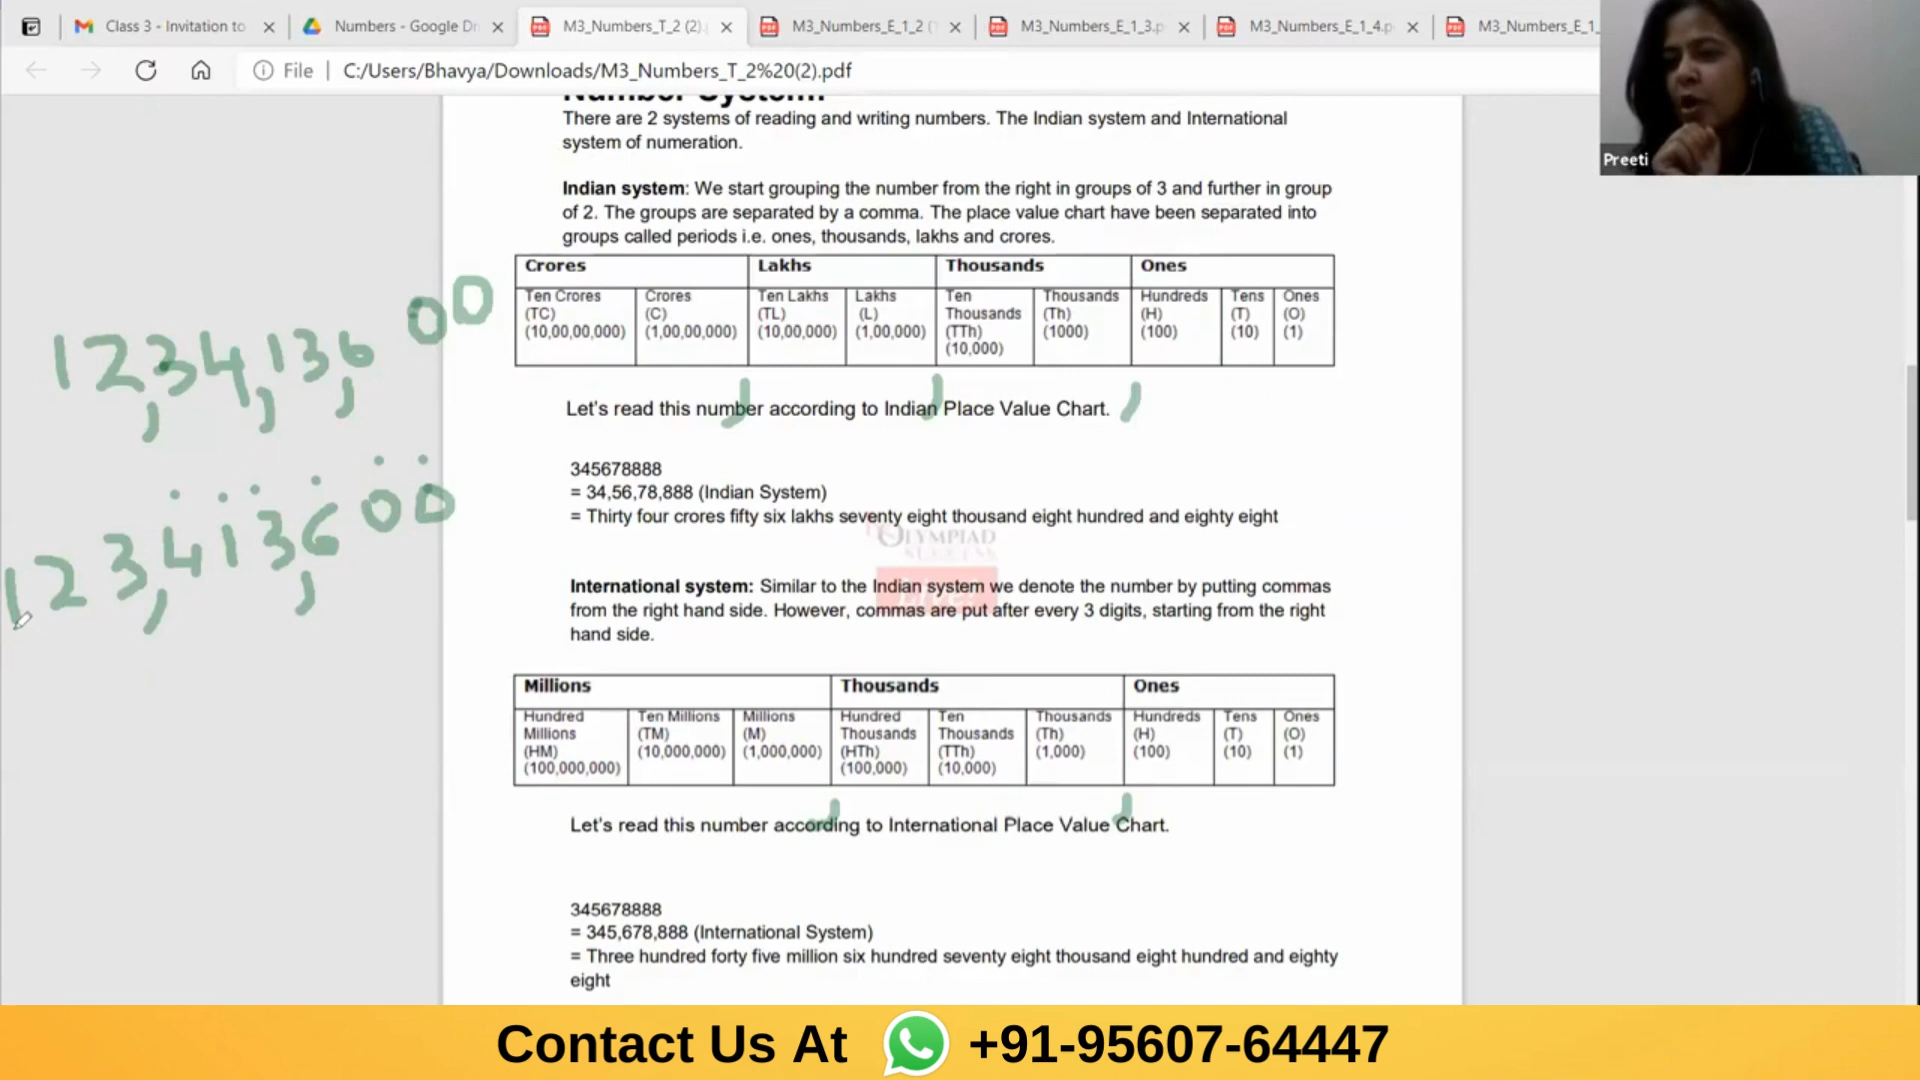 Class 3 - Invitation to
Numbers - Google Dr
M3_Numbers_T_2 (2).p
M3_Numbers_E_1_2 (
M3_Numbers_E_1_3.p
M3_Numbers_E_1_4.p
M3_Numbers_E_1_
File | C:/Users/Bhavya/Downloads/M3_Numbers_T_2%20(2).pdf
Preeti
Number System:
There are 2 systems of reading and writing numbers. The Indian system and International
system of numeration.
Indian system: We start grouping the number from the right in groups of 3 and further in group
of 2. The groups are separated by a comma. The place value chart have been separated into
groups called periods i.e. ones, thousands, lakhs and crores.
Crores Lakhs Thousands Ones
Ten Crores (TC) (10,00,00,000)
Crores (C) (1,00,00,000)
Ten Lakhs (TL) (10,00,000)
Lakhs (L) (1,00,000)
Ten Thousands (TTh) (10,000)
Thousands (Th) (1000)
Hundreds (H) (100)
Tens (T) (10)
Ones (O) (1)
12,34,13,6 00
Let's read this number according to Indian Place Value Chart.
345678888
= 34,56,78,888 (Indian System)
= Thirty four crores fifty six lakhs seventy eight thousand eight hundred and eighty eight
123,413,600
OLYMPIAD
SUCCESS
Live!
International system: Similar to the Indian system we denote the number by putting commas
from the right hand side. However, commas are put after every 3 digits, starting from the right
hand side.
Millions Thousands Ones
Hundred Millions (HM) (100,000,000)
Ten Millions (TM) (10,000,000)
Millions (M) (1,000,000)
Hundred Thousands (HTh) (100,000)
Ten Thousands (TTh) (10,000)
Thousands (Th) (1,000)
Hundreds (H) (100)
Tens (T) (10)
Ones (O) (1)
Let's read this number according to International Place Value Chart.
345678888
= 345,678,888 (International System)
= Three hundred forty five million six hundred seventy eight thousand eight hundred and eighty
eight
Contact Us At +91-95607-64447